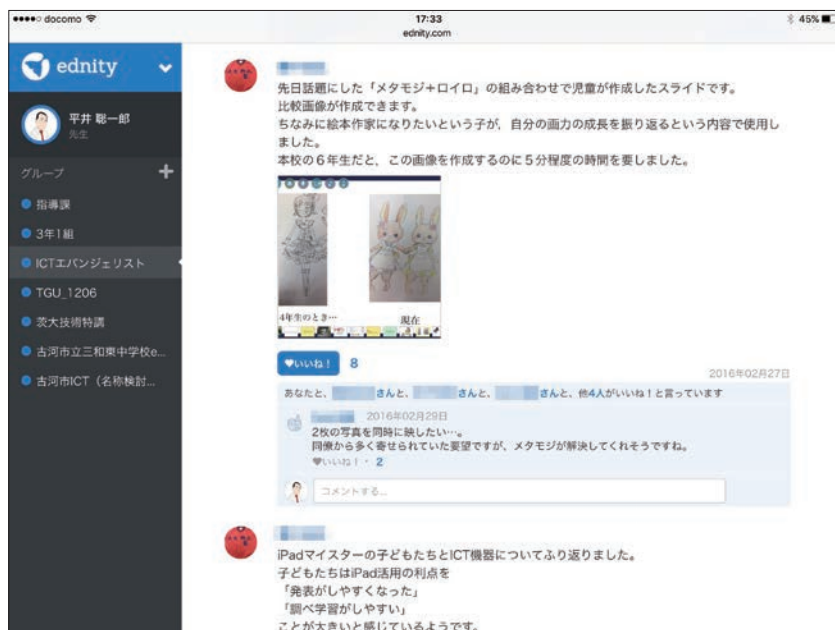 docomo
17:33
45%
ednity.com
ednity
平井 聡一郎
先生
グループ
指導課
3年1組
ICTエバンジェリスト
TGU_1206
茨大技術特講
古河市立三和東中学校e...
古河市ICT（名称検討...
先日話題にした「メタモジ+ロイロ」の組み合わせで児童が作成したスライドです。
比較画像が作成できます。
ちなみに絵本作家になりたいという子が、自分の画力の成長を振り返るという内容で使用し
ました。
本校の６年生だと、この画像を作成するのに５分程度の時間を要しました。
4年生のとき…
現在
いいね！ 8
2016年02月27日
あなたと、 さんと、 さんと、 さんと、他4人がいいね！と言っています
2016年02月29日
2枚の写真を同時に映したい…。
同僚から多く寄せられていた要望ですが、メタモジが解決してくれそうですね。
いいね！・2
コメントする...
iPadマイスターの子どもたちとICT機器についてふり返りました。
子どもたちはiPad活用の利点を
「発表がしやすくなった」
「調べ学習がしやすい」
ことが大きいと感じているようです。